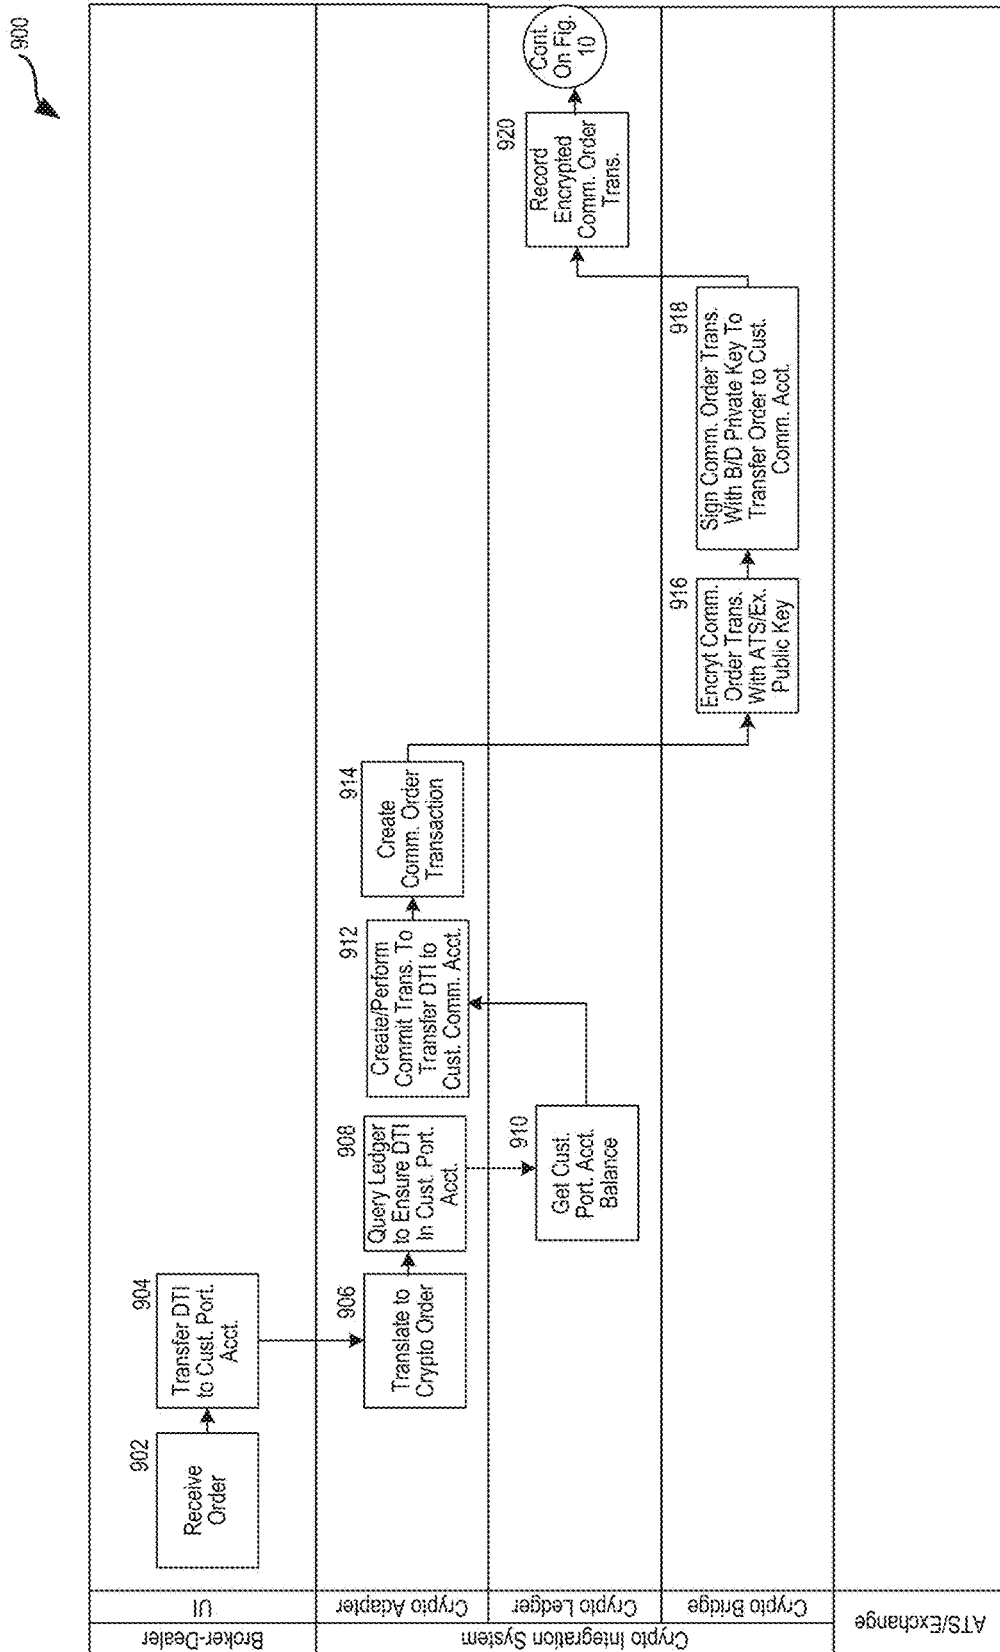 900
Broker-Dealer
UI
902
Receive
Order
904
Transfer DTI
to Cust. Port.
Acct.
Crypto Integration System
Crypto Adapter
906
Translate to
Crypto Order
908
Query Ledger
to Ensure DTI
In Cust. Port.
Acct.
912
Create/Perform
Commit Trans. To
Transfer DTI to
Cust. Comm. Acct.
914
Create
Comm. Order
Transaction
Crypto Ledger
910
Get Cust.
Port. Acct.
Balance
920
Record
Encrypted
Comm. Order
Trans.
Cont.
On Fig.
10
Crypto Bridge
916
Encryt Comm.
Order Trans.
With ATS/Ex.
Public Key
918
Sign Comm. Order Trans.
With B/D Private Key To
Transfer Order to Cust.
Comm. Acct.
ATS/Exchange